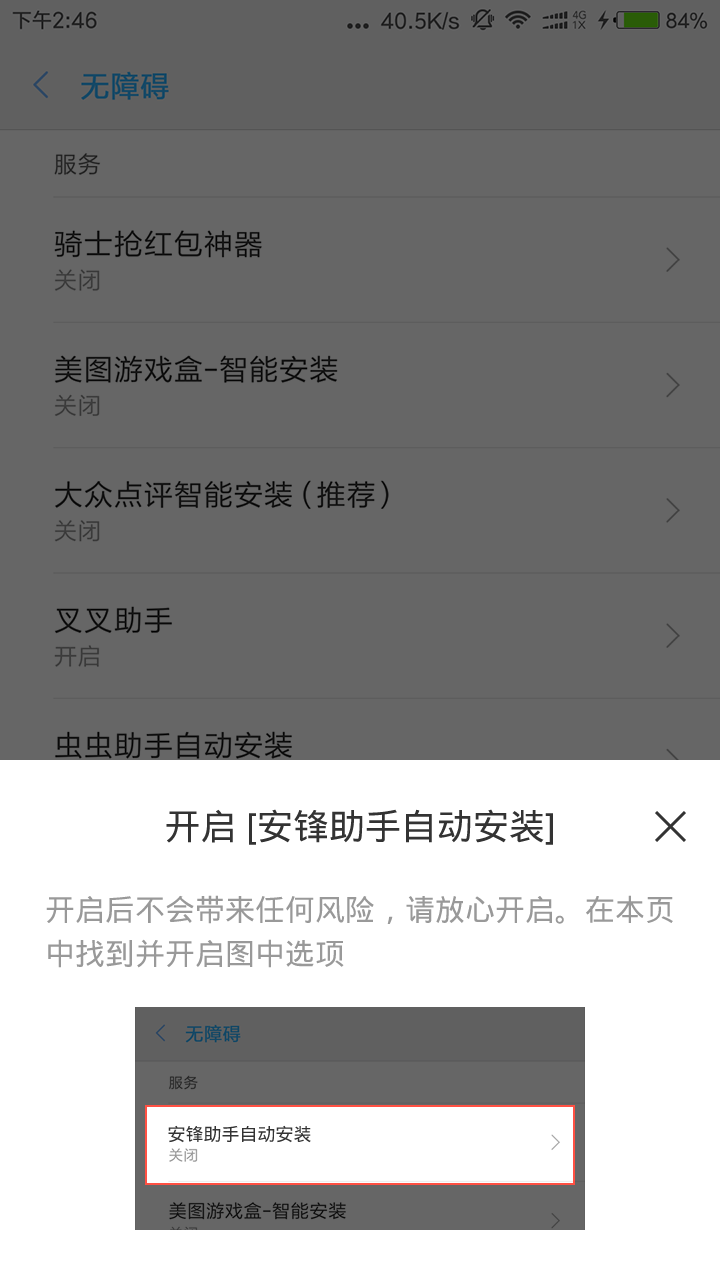 下午2:46
... 40.5K/s 4G 1X 84%
无障碍
服务
骑士抢红包神器
关闭
美图游戏盒-智能安装
关闭
大众点评智能安装(推荐)
关闭
叉叉助手
开启
虫虫助手自动安装
开启 [安锋助手自动安装]
开启后不会带来任何风险，请放心开启。在本页
中找到并开启图中选项
无障碍
服务
安锋助手自动安装
关闭
美图游戏盒-智能安装